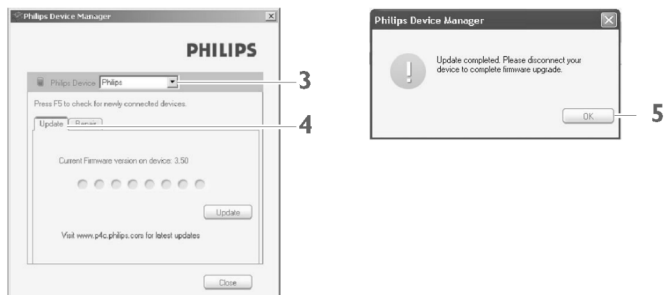 Philips Device Manager
PHILIPS
Philips Device Philips
3
Press F5 to check for newly connected devices.
Update Repair
4
Current Firmware version on device: 3.50
Update
Visit www.p4c.philips.com for latest updates
Close
Philips Device Manager
Update completed. Please disconnect your
device to complete firmware upgrade.
OK
5